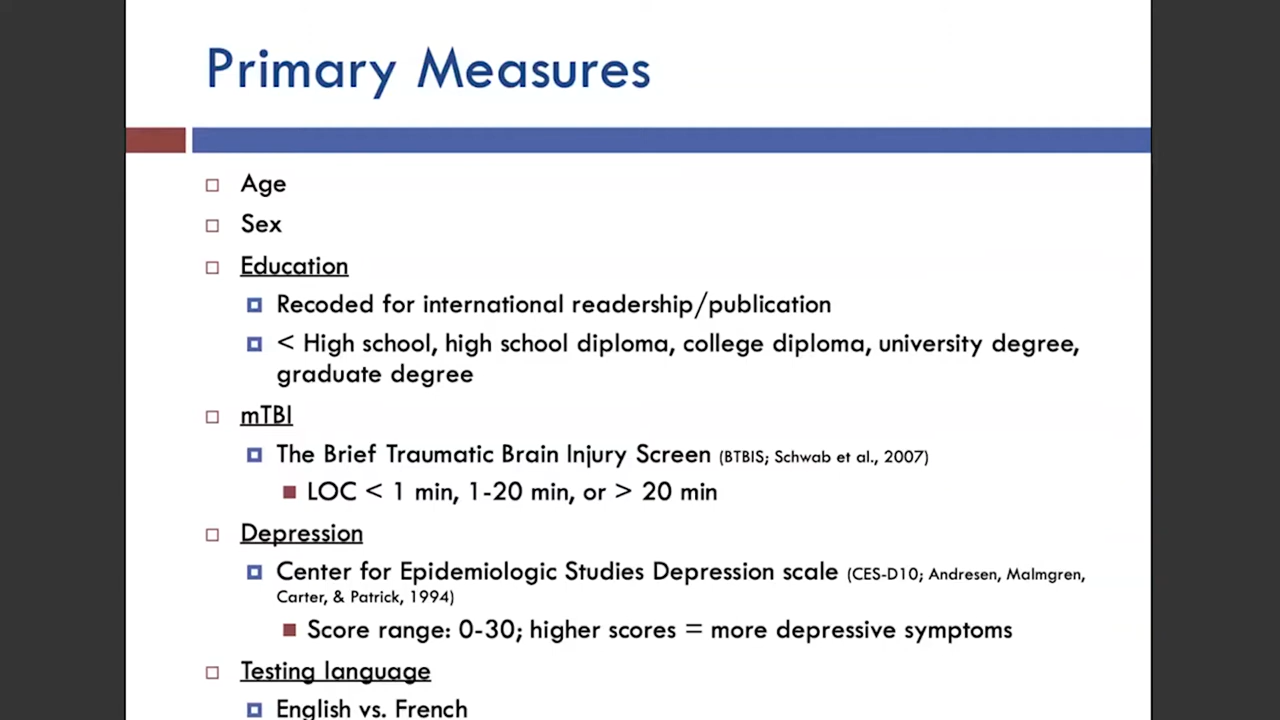 Primary Measures
Age
Sex
Education
Recoded for international readership/publication
< High school, high school diploma, college diploma, university degree,
graduate degree
mTBI
The Brief Traumatic Brain Injury Screen (BTBIS; Schwab et al., 2007)
LOC < 1 min, 1-20 min, or > 20 min
Depression
Center for Epidemiologic Studies Depression scale (CES-D10; Andresen, Malmgren,
Carter, & Patrick, 1994)
Score range: 0-30; higher scores = more depressive symptoms
Testing language
English vs. French